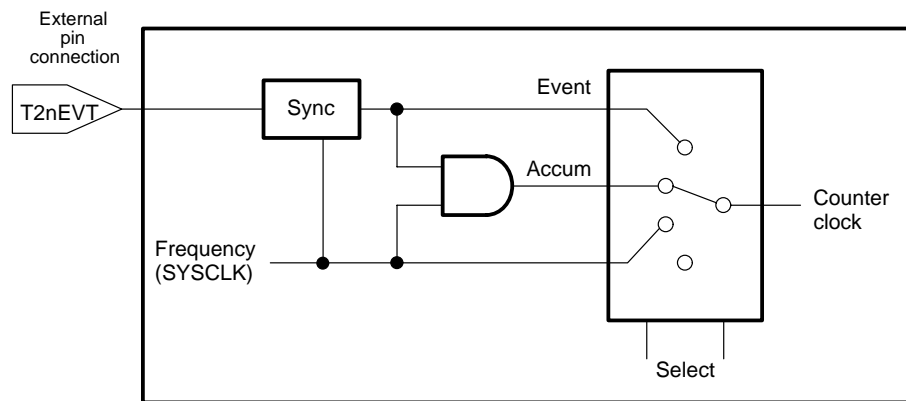 External
pin
connection
T2nEVT
Sync
Event
Accum
Frequency
(SYSCLK)
Counter
clock
Select